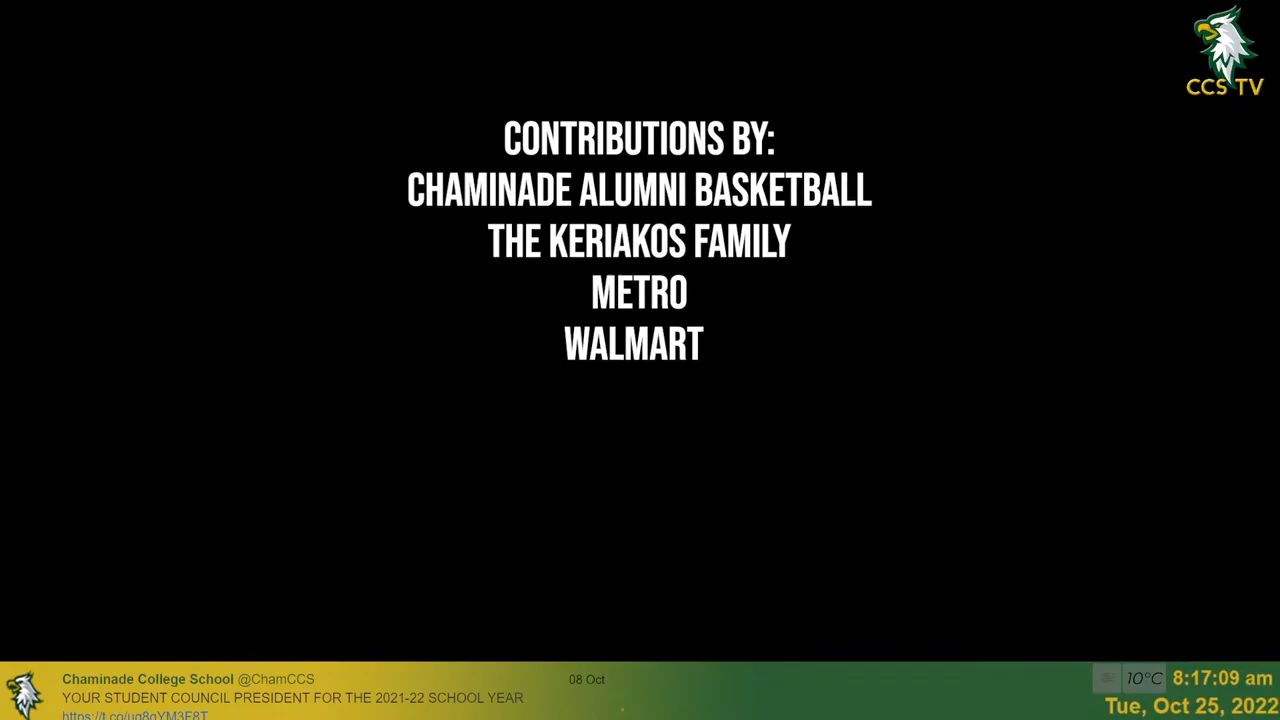 CCS TV
CONTRIBUTIONS BY:
CHAMINADE ALUMNI BASKETBALL
THE KERIAKOS FAMILY
METRO
WALMART
Chaminade College School @ChamCCS 08 Oct
YOUR STUDENT COUNCIL PRESIDENT FOR THE 2021-22 SCHOOL YEAR
10°C 8:17:09 am
Tue, Oct 25, 2022